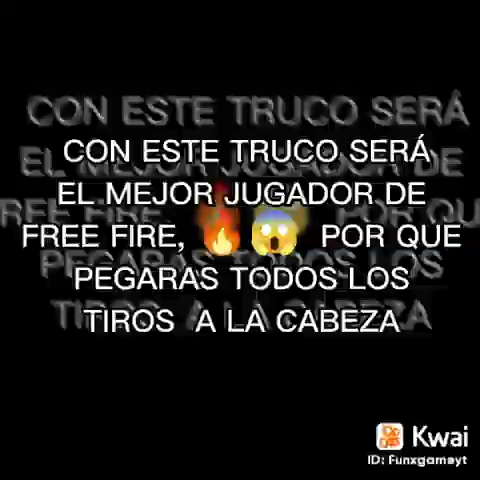 CON ESTE TRUCO SERÁ
EL MEJOR JUGADOR DE
FREE FIRE, 🔥 😱 POR QUE
PEGARAS TODOS LOS
TIROS A LA CABEZA
Kwai
ID: Funxgameyt